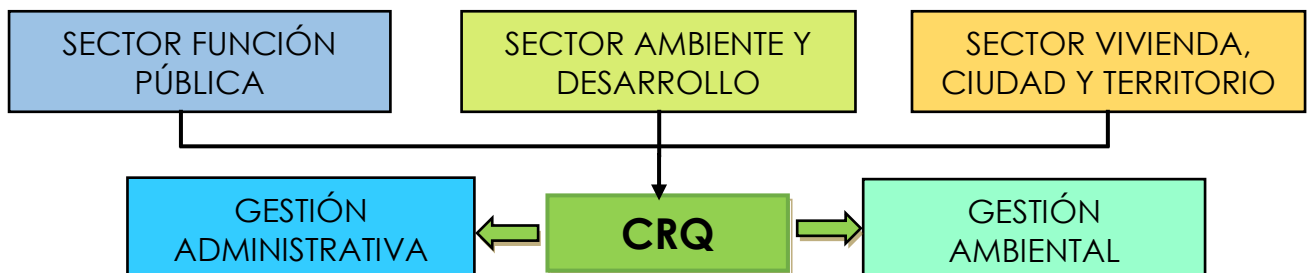 SECTOR FUNCIÓN
PÚBLICA
SECTOR AMBIENTE Y
DESARROLLO
SECTOR VIVIENDA,
CIUDAD Y TERRITORIO
GESTIÓN
ADMINISTRATIVA
CRQ
GESTIÓN
AMBIENTAL